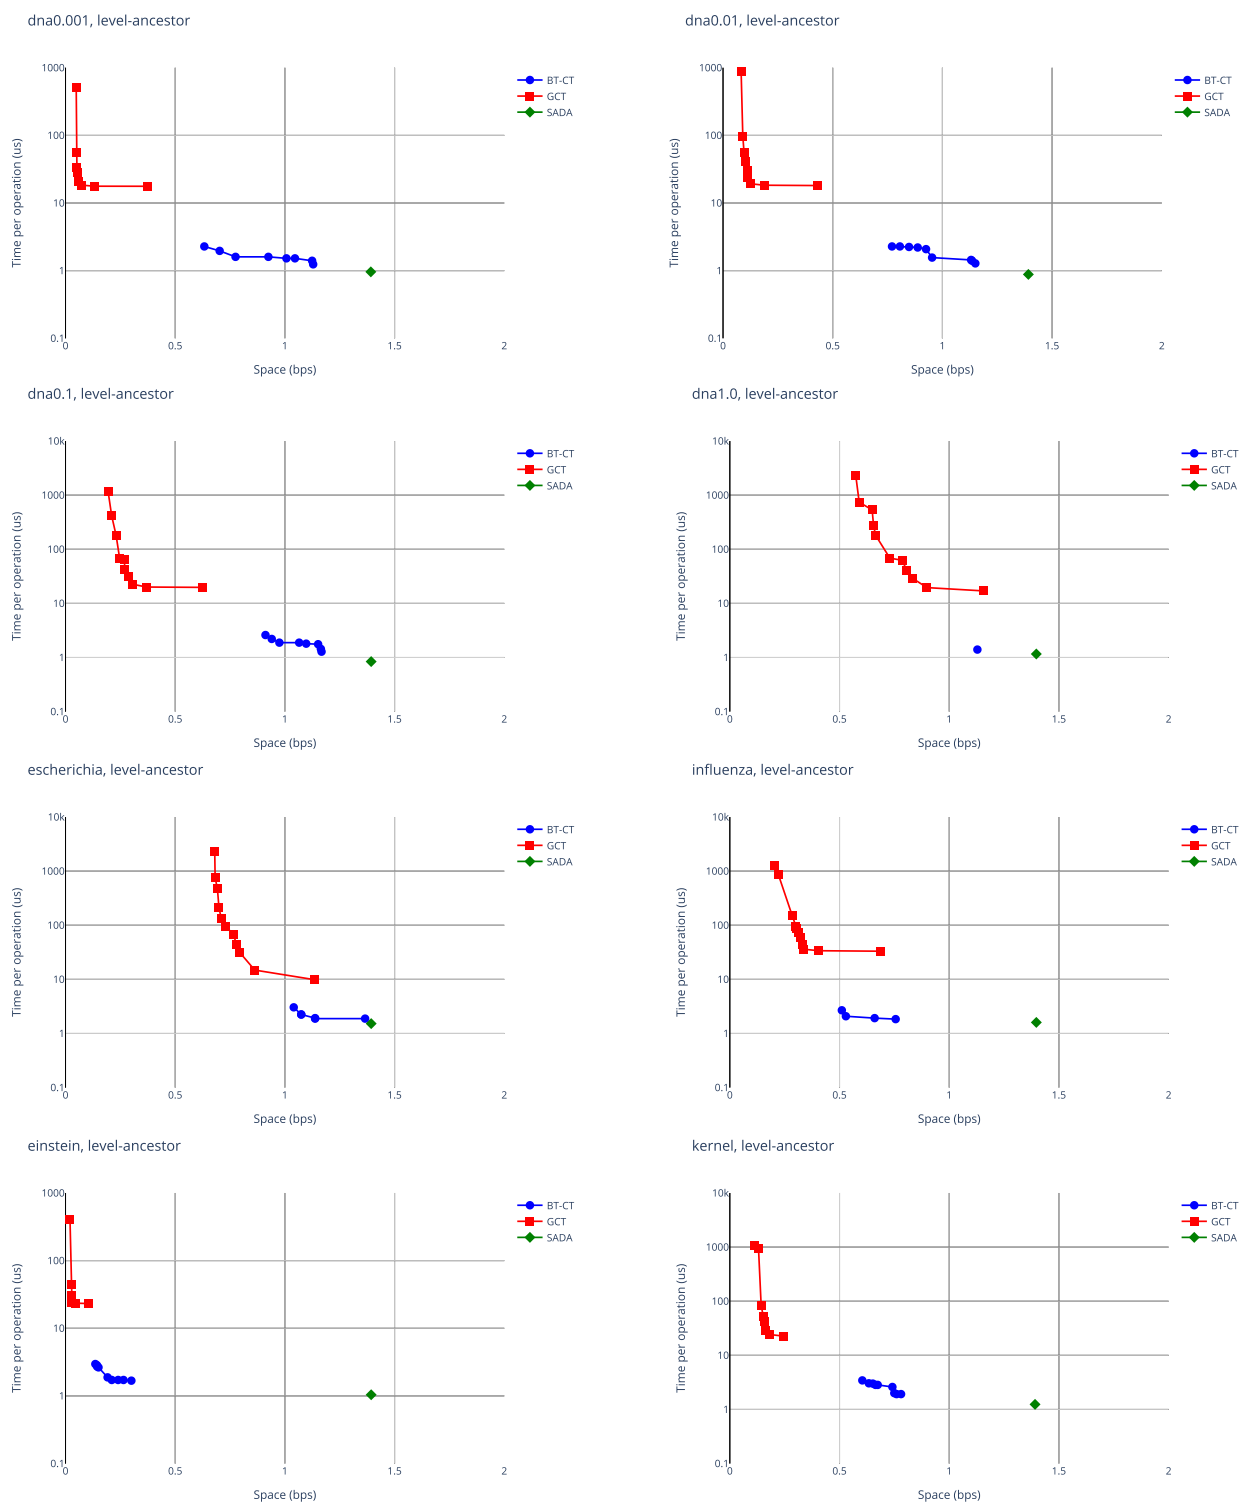 dna0.001, level-ancestor
1000
100
10
1
0.1
0
0.5
1
1.5
2
Time per operation (us)
Space (bps)
BT-CT
GCT
SADA
dna0.01, level-ancestor
1000
100
10
1
0.1
0
0.5
1
1.5
2
Time per operation (us)
Space (bps)
BT-CT
GCT
SADA
dna0.1, level-ancestor
10k
1000
100
10
1
0.1
0
0.5
1
1.5
2
Time per operation (us)
Space (bps)
BT-CT
GCT
SADA
dna1.0, level-ancestor
10k
1000
100
10
1
0.1
0
0.5
1
1.5
2
Time per operation (us)
Space (bps)
BT-CT
GCT
SADA
escherichia, level-ancestor
10k
1000
100
10
1
0.1
0
0.5
1
1.5
2
Time per operation (us)
Space (bps)
BT-CT
GCT
SADA
influenza, level-ancestor
10k
1000
100
10
1
0.1
0
0.5
1
1.5
2
Time per operation (us)
Space (bps)
BT-CT
GCT
SADA
einstein, level-ancestor
1000
100
10
1
0.1
0
0.5
1
1.5
2
Time per operation (us)
Space (bps)
BT-CT
GCT
SADA
kernel, level-ancestor
10k
1000
100
10
1
0.1
0
0.5
1
1.5
2
Time per operation (us)
Space (bps)
BT-CT
GCT
SADA